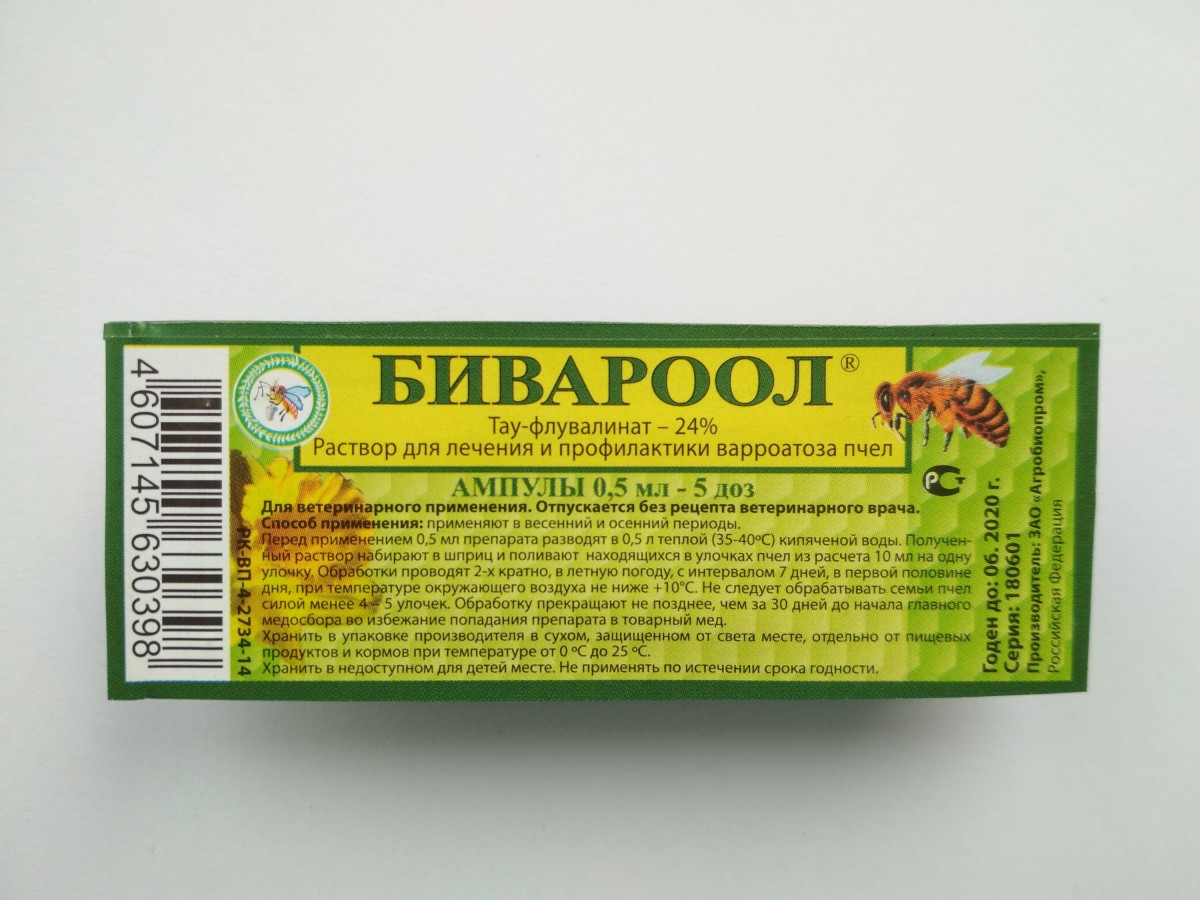 БИВАРООЛ®
Тау-флувалинат – 24%
Раствор для лечения и профилактики варроатоза пчел
АМПУЛЫ 0,5 мл - 5 доз
Для ветеринарного применения. Отпускается без рецепта ветеринарного врача.
Способ применения: применяют в весенний и осенний периоды.
Перед применением 0,5 мл препарата разводят в 0,5 л теплой (35-40ºС) кипяченой воды. Получен-
ный раствор набирают в шприц и поливают находящихся в улочках пчел из расчета 10 мл на одну
улочку. Обработки проводят 2-х кратно, в летную погоду, с интервалом 7 дней, в первой половине
дня, при температуре окружающего воздуха не ниже +10°С. Не следует обрабатывать семьи пчел
силой менее 4 - 5 улочек. Обработку прекращают не позднее, чем за 30 дней до начала главного
медосбора во избежание попадания препарата в товарный мед.
Хранить в упаковке производителя в сухом, защищенном от света месте, отдельно от пищевых
продуктов и кормов при температуре от 0 ºС до 25 ºС.
Хранить в недоступном для детей месте. Не применять по истечении срока годности.
4 607145 630398
РК-ВП-4-2734-14
Годен до: 06. 2020 г.
Серия: 180601
Производитель: ЗАО «Агробиопром»,
Российская Федерация